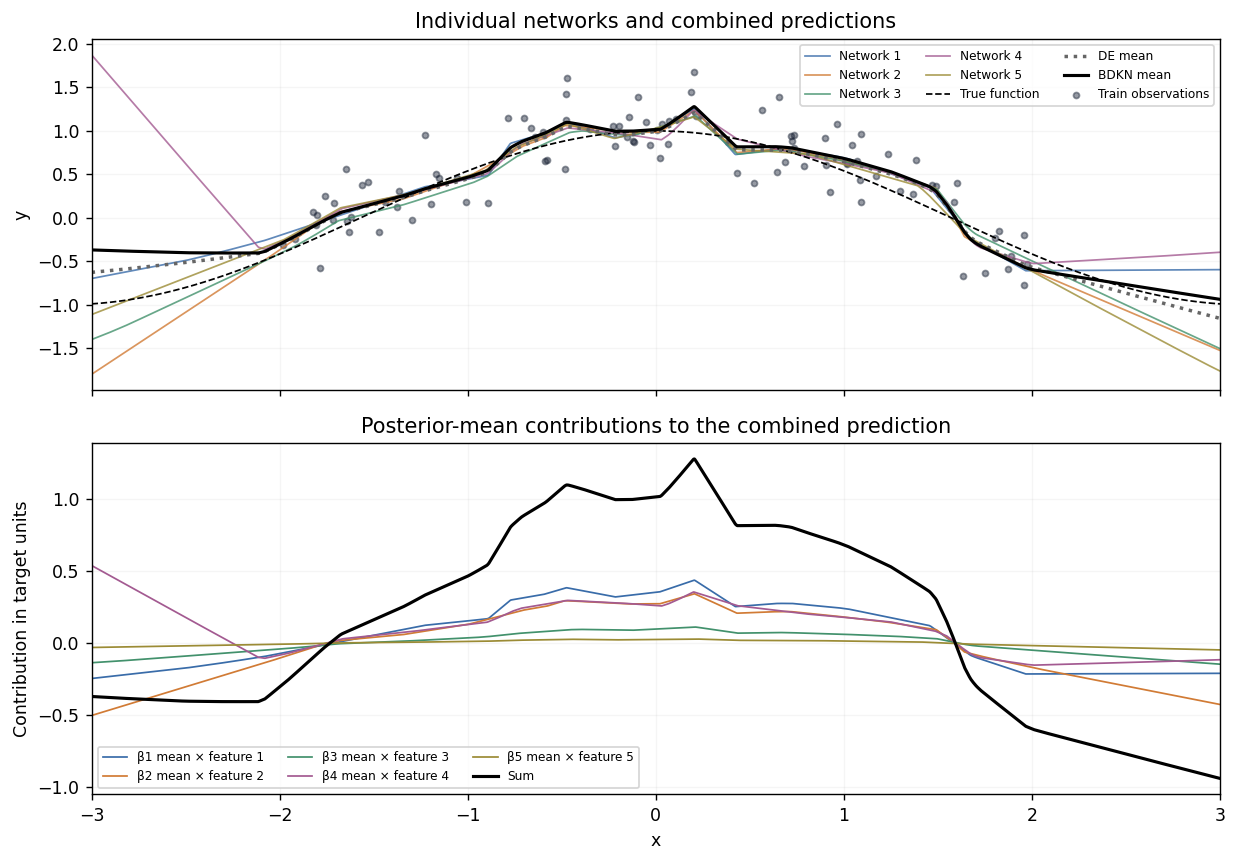 Individual networks and combined predictions
2.0
1.5
1.0
0.5
0.0
−0.5
−1.0
−1.5
y
Network 1
Network 2
Network 3
Network 4
Network 5
True function
DE mean
BDKN mean
Train observations
Posterior-mean contributions to the combined prediction
1.0
0.5
0.0
−0.5
−1.0
Contribution in target units
β1 mean × feature 1
β2 mean × feature 2
β3 mean × feature 3
β4 mean × feature 4
β5 mean × feature 5
Sum
−3
−2
−1
0
1
2
3
x